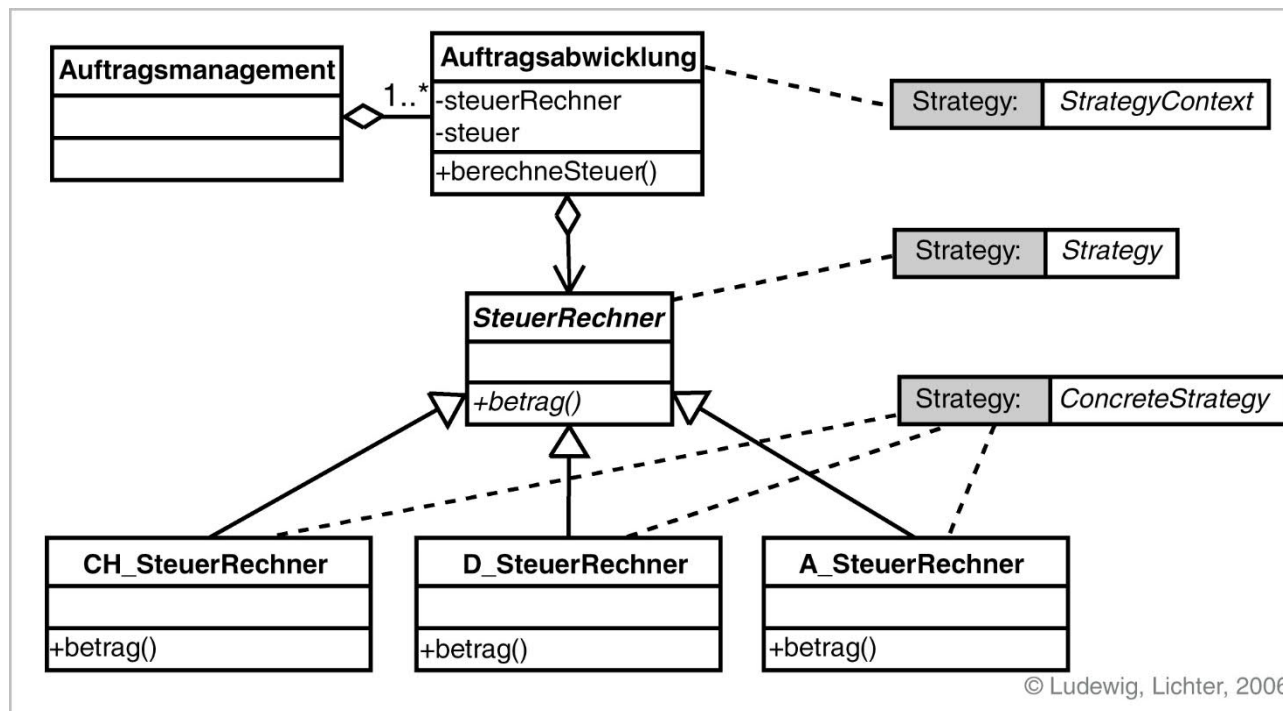 Auftragsmanagement
1..*
Auftragsabwicklung
-steuerRechner
-steuer
+berechneSteuer()
Strategy: StrategyContext
Strategy: Strategy
SteuerRechner
+betrag()
Strategy: ConcreteStrategy
CH_SteuerRechner
+betrag()
D_SteuerRechner
+betrag()
A_SteuerRechner
+betrag()
© Ludewig, Lichter, 2006